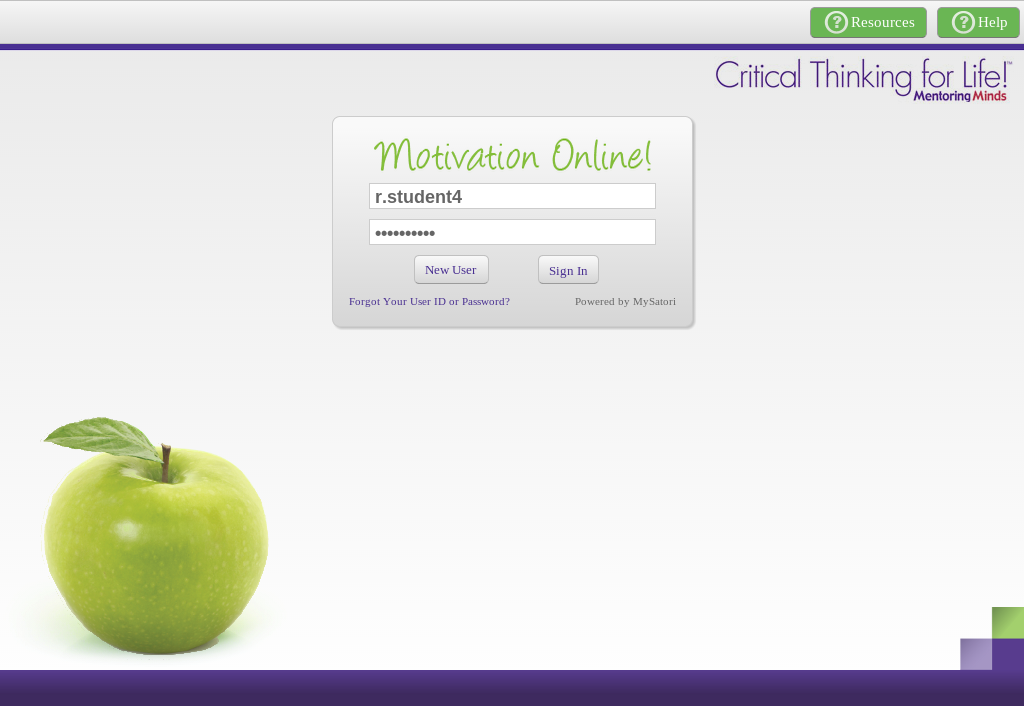 Resources Help
Critical Thinking for Life!™
Mentoring Minds
Motivation Online!
r.student4
••••••••••
New User Sign In
Forgot Your User ID or Password? Powered by MySatori